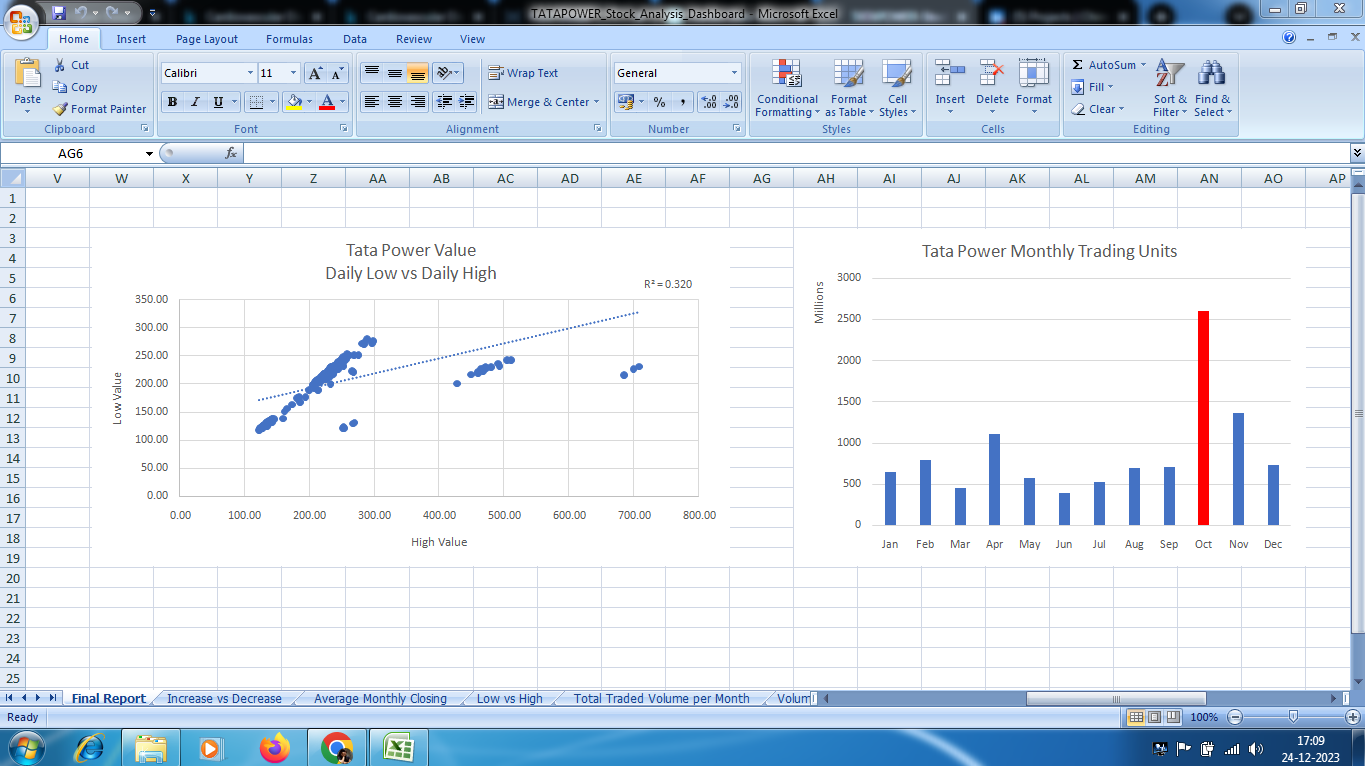 TATAPOWER_Stock_Analysis_Dashboard - Microsoft Excel
Home Insert Page Layout Formulas Data Review View
Paste
Cut
Copy
Format Painter
Clipboard
Calibri 11
B I U
Font
Wrap Text
Merge & Center
Alignment
General
% ,
Number
Conditional Formatting
Format as Table
Cell Styles
Styles
Insert Delete Format
Cells
AutoSum
Fill
Clear
Sort & Filter
Find & Select
Editing
AG6 fx
V W X Y Z AA AB AC AD AE AF AG AH AI AJ AK AL AM AN AO AP
1
2
3
4
5
6
7
8
9
10
11
12
13
14
15
16
17
18
19
20
21
22
23
24
25
Tata Power Value
Daily Low vs Daily High
R² = 0.320
Low Value
350.00
300.00
250.00
200.00
150.00
100.00
50.00
0.00
0.00 100.00 200.00 300.00 400.00 500.00 600.00 700.00 800.00
High Value
Tata Power Monthly Trading Units
Millions
3000
2500
2000
1500
1000
500
0
Jan Feb Mar Apr May Jun Jul Aug Sep Oct Nov Dec
Final Report Increase vs Decrease Average Monthly Closing Low vs High Total Traded Volume per Month Volum
Ready 100%
17:09
24-12-2023